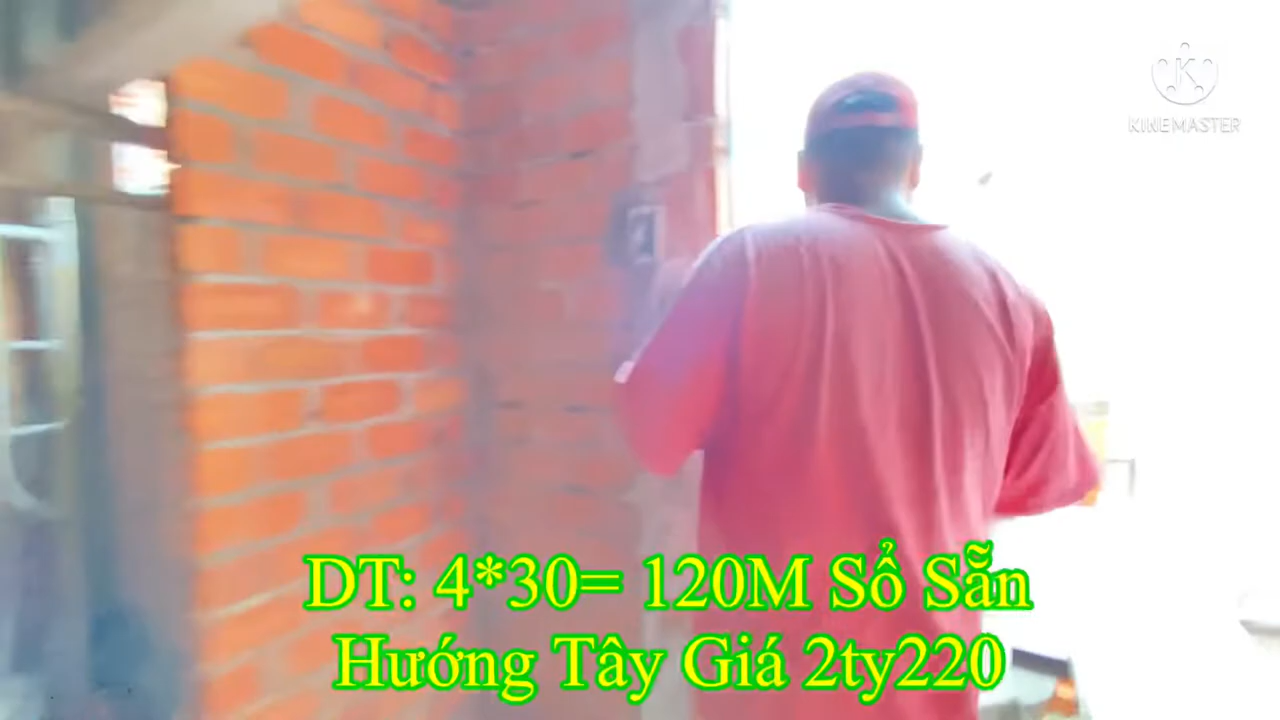 KINEMASTER
DT: 4*30= 120M Sổ Sẵn
Hướng Tây Giá 2ty220